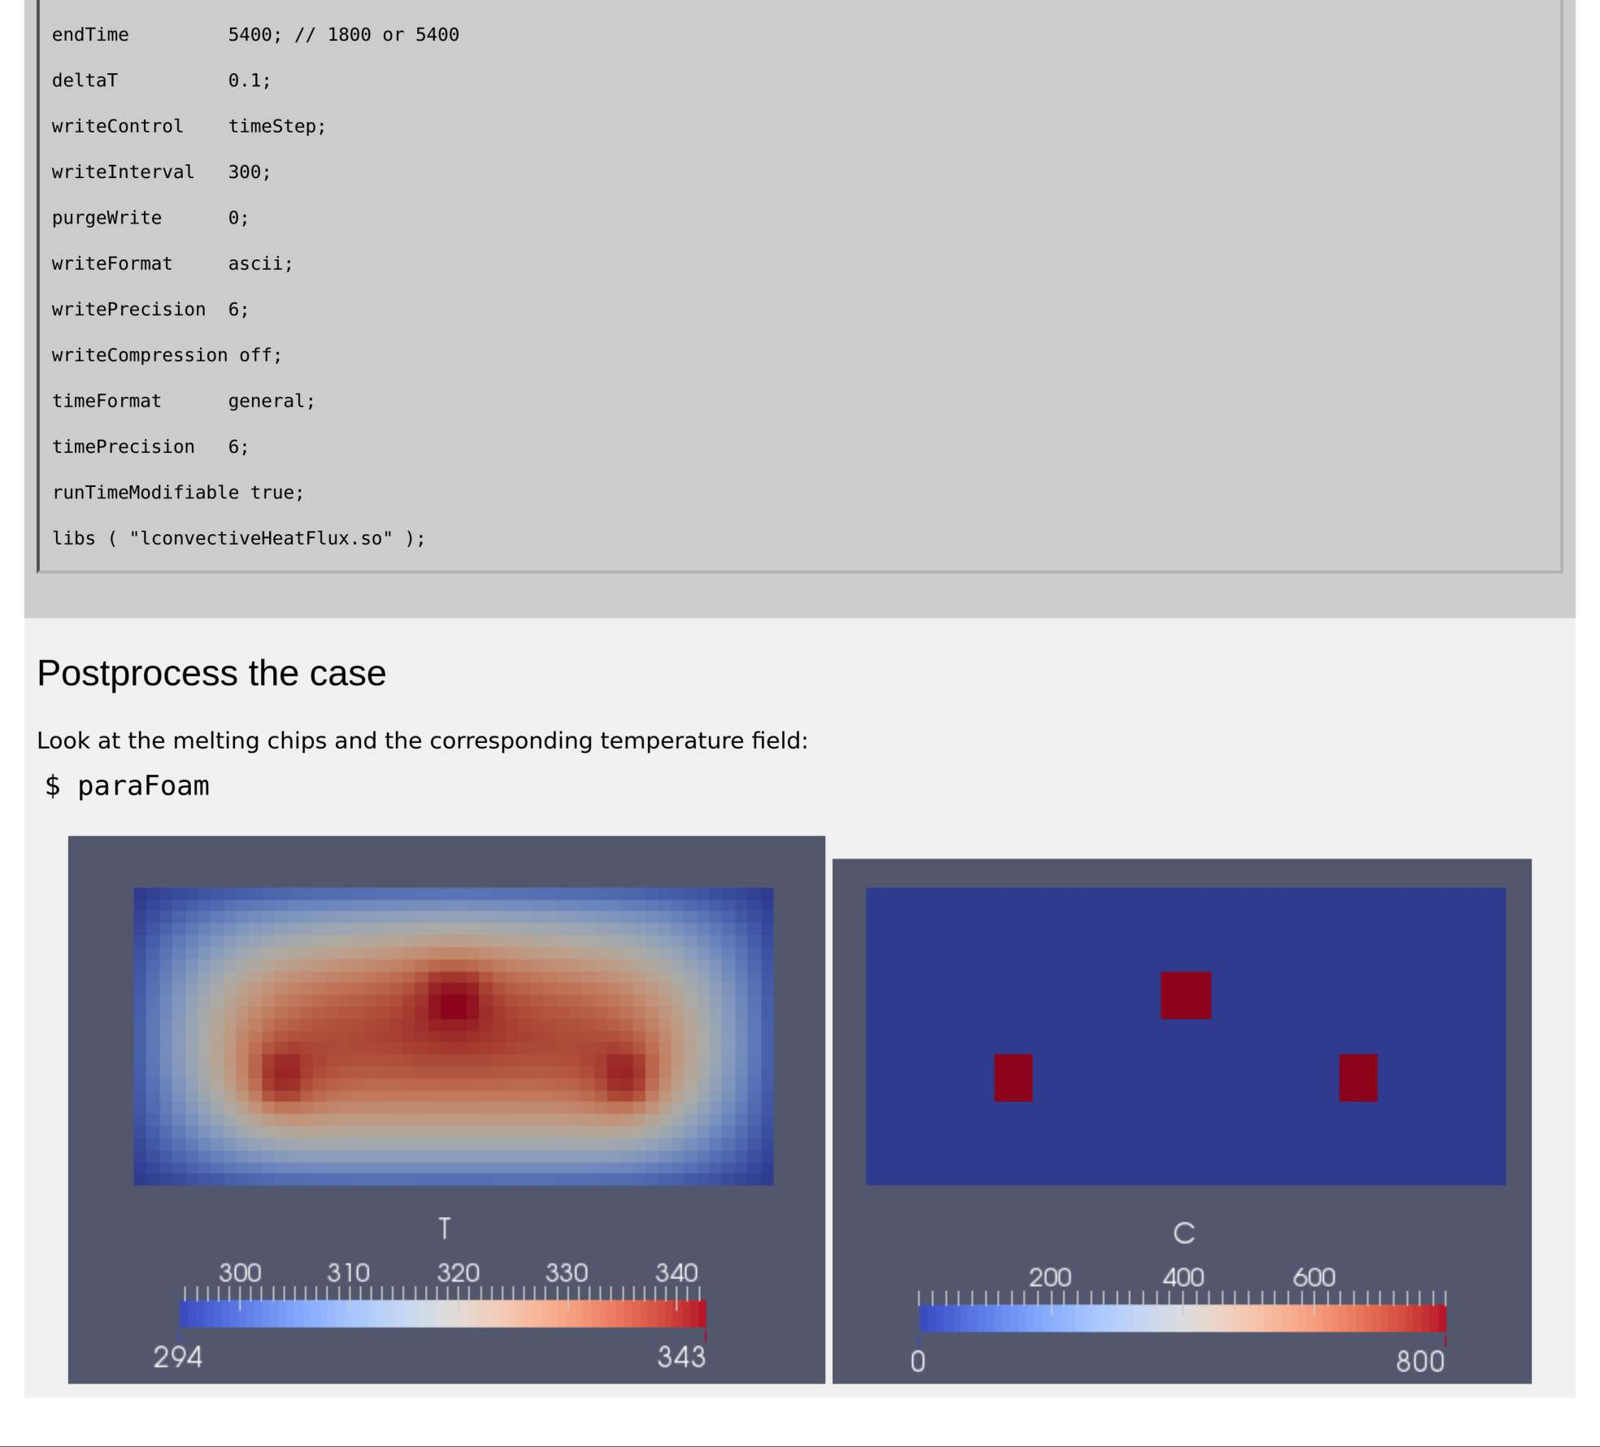 endTime         5400; // 1800 or 5400
deltaT          0.1;
writeControl    timeStep;
writeInterval   300;
purgeWrite      0;
writeFormat     ascii;
writePrecision  6;
writeCompression off;
timeFormat      general;
timePrecision   6;
runTimeModifiable true;
libs ( "lconvectiveHeatFlux.so" );
Postprocess the case
Look at the melting chips and the corresponding temperature field:
$ paraFoam
T
300 310 320 330 340
294 343
C
200 400 600
0 800